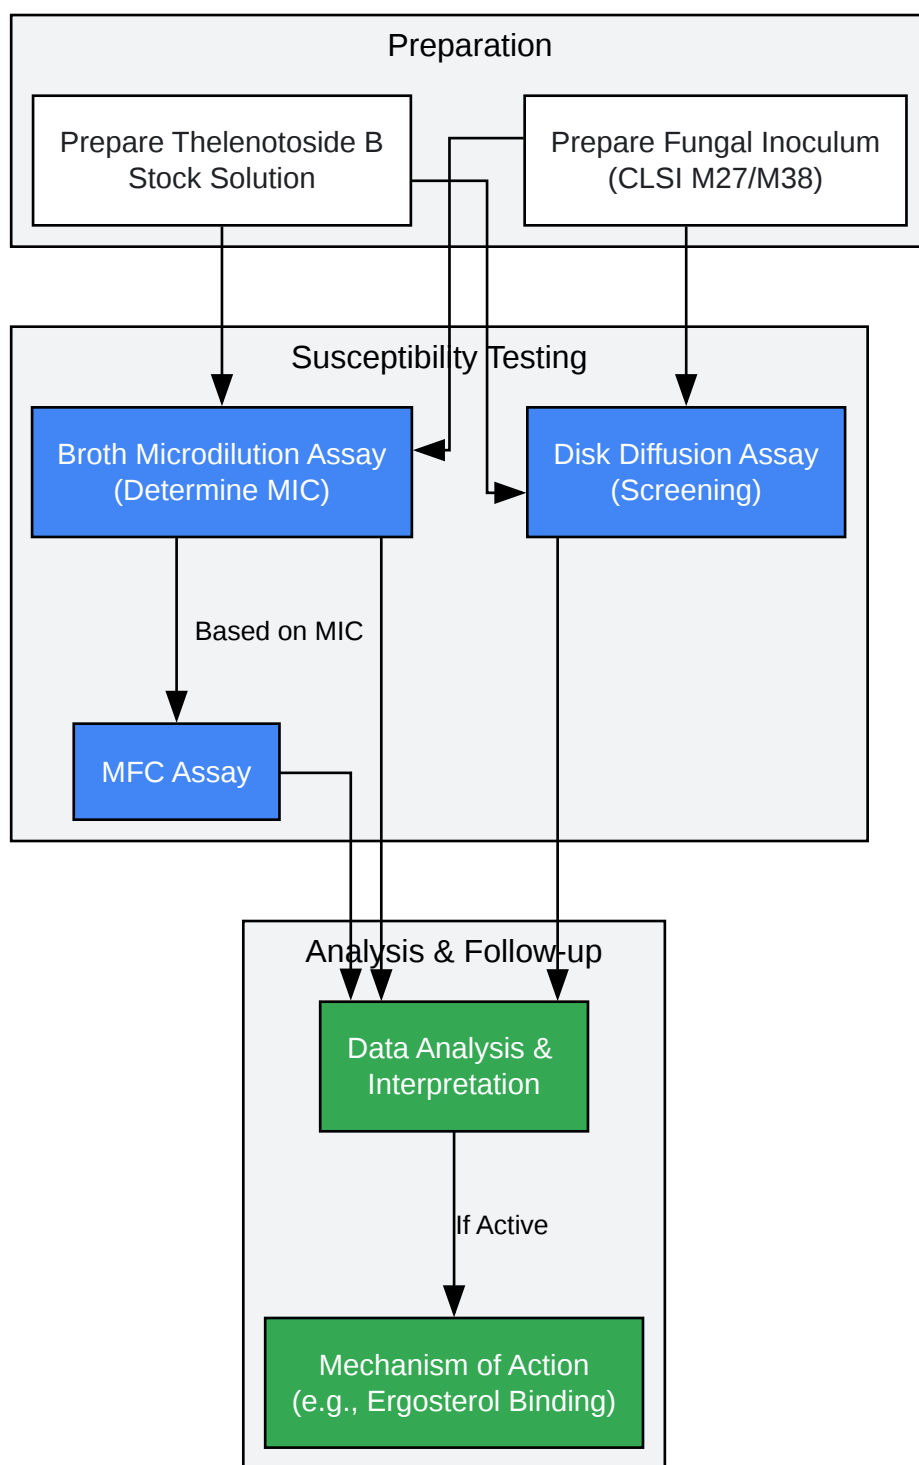 Preparation
Prepare Thelenotoside B
Stock Solution
Prepare Fungal Inoculum
(CLSI M27/M38)
Susceptibility Testing
Broth Microdilution Assay
(Determine MIC)
Disk Diffusion Assay
(Screening)
Based on MIC
MFC Assay
Analysis & Follow-up
Data Analysis &
Interpretation
If Active
Mechanism of Action
(e.g., Ergosterol Binding)